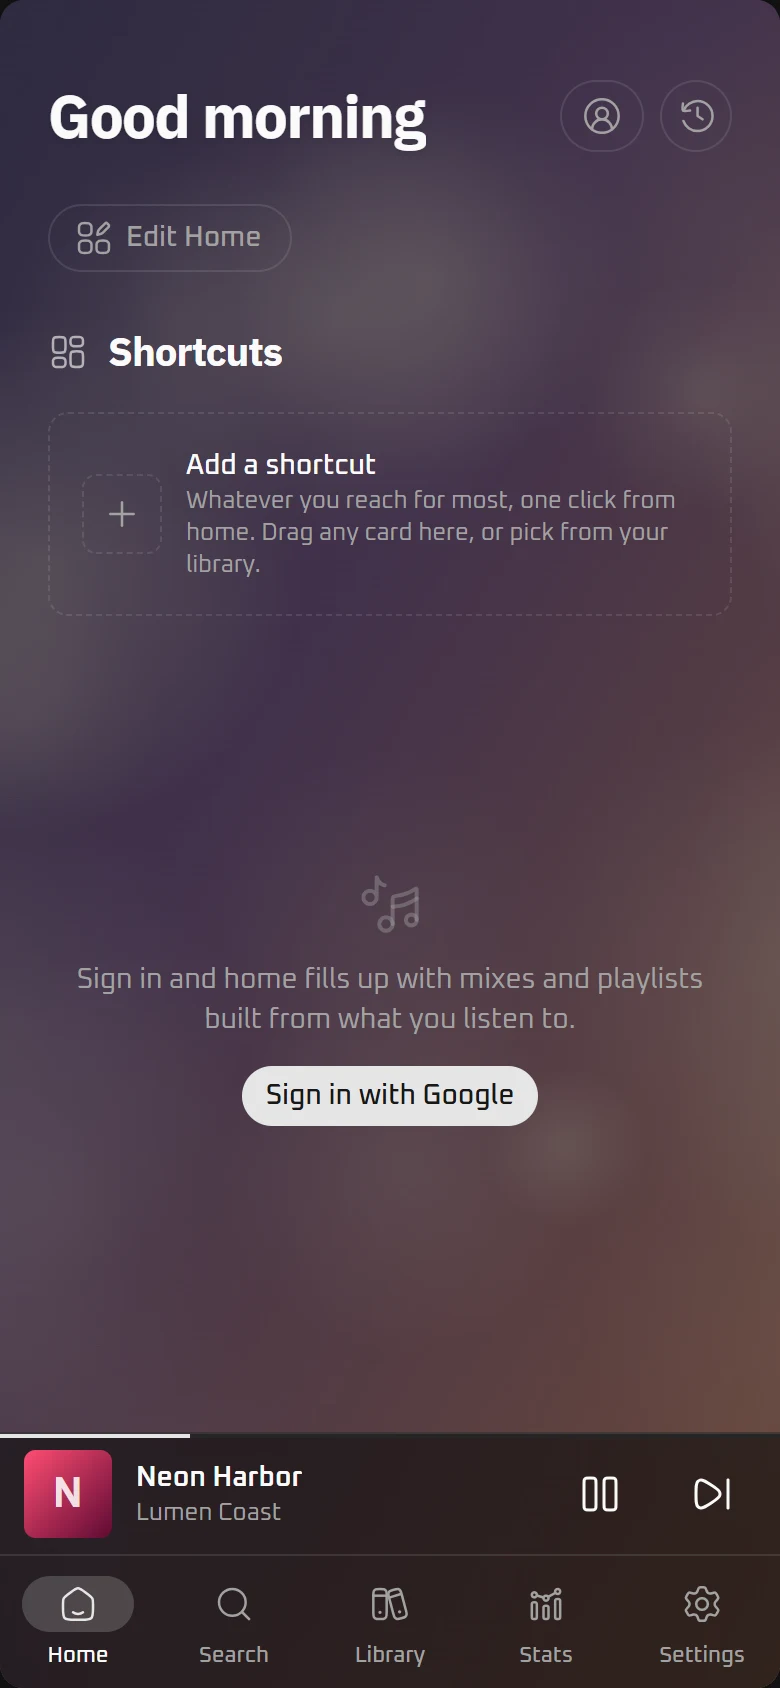 Good morning
Edit Home
Shortcuts
Add a shortcut
Whatever you reach for most, one click from
home. Drag any card here, or pick from your
library.
Sign in and home fills up with mixes and playlists
built from what you listen to.
Sign in with Google
N
Neon Harbor
Lumen Coast
Home
Search
Library
Stats
Settings